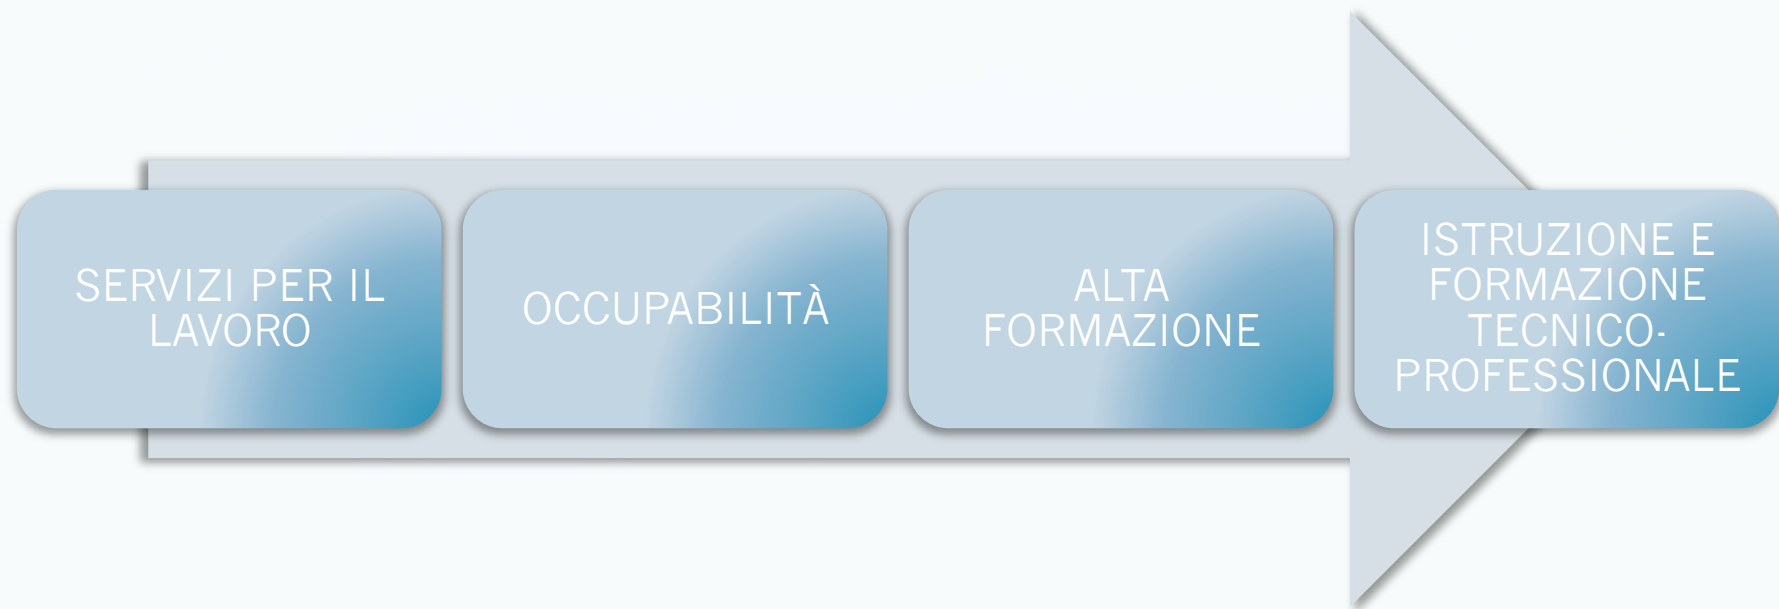 SERVIZI PER IL
LAVORO
OCCUPABILITÀ
ALTA
FORMAZIONE
ISTRUZIONE E
FORMAZIONE
TECNICO-
PROFESSIONALE